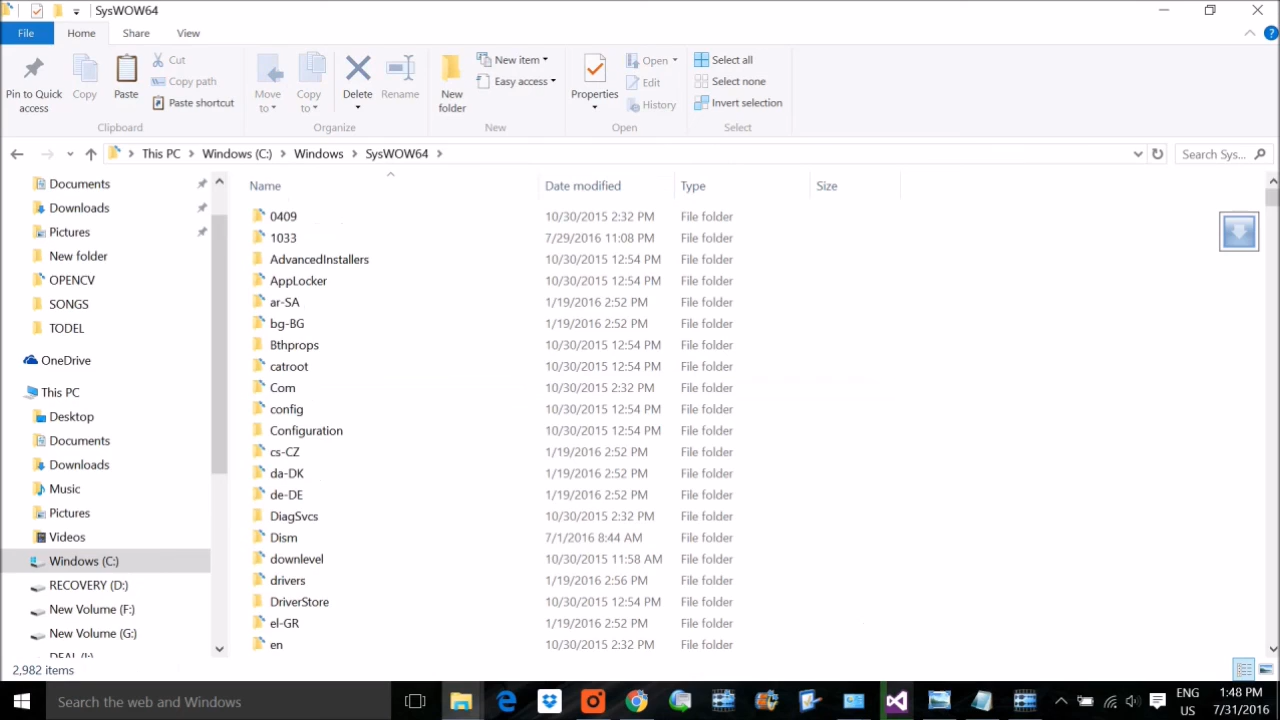 SysWOW64
File Home Share View
Pin to Quick access
Copy
Paste
Cut
Copy path
Paste shortcut
Clipboard
Move to
Copy to
Delete
Rename
Organize
New folder
New item
Easy access
New
Properties
Open
Edit
History
Open
Select all
Select none
Invert selection
Select
This PC Windows (C:) Windows SysWOW64
Search Sys...
Documents
Downloads
Pictures
New folder
OPENCV
SONGS
TODEL
OneDrive
This PC
Desktop
Documents
Downloads
Music
Pictures
Videos
Windows (C:)
RECOVERY (D:)
New Volume (F:)
New Volume (G:)
Name Date modified Type Size
0409 10/30/2015 2:32 PM File folder
1033 7/29/2016 11:08 PM File folder
AdvancedInstallers 10/30/2015 12:54 PM File folder
AppLocker 10/30/2015 12:54 PM File folder
ar-SA 1/19/2016 2:52 PM File folder
bg-BG 1/19/2016 2:52 PM File folder
Bthprops 10/30/2015 12:54 PM File folder
catroot 10/30/2015 12:54 PM File folder
Com 10/30/2015 2:32 PM File folder
config 10/30/2015 12:54 PM File folder
Configuration 10/30/2015 12:54 PM File folder
cs-CZ 1/19/2016 2:52 PM File folder
da-DK 1/19/2016 2:52 PM File folder
de-DE 1/19/2016 2:52 PM File folder
DiagSvcs 10/30/2015 2:32 PM File folder
Dism 7/1/2016 8:44 AM File folder
downlevel 10/30/2015 11:58 AM File folder
drivers 1/19/2016 2:56 PM File folder
DriverStore 10/30/2015 12:54 PM File folder
el-GR 1/19/2016 2:52 PM File folder
en 10/30/2015 2:32 PM File folder
2,982 items
Search the web and Windows
ENG
US
1:48 PM
7/31/2016